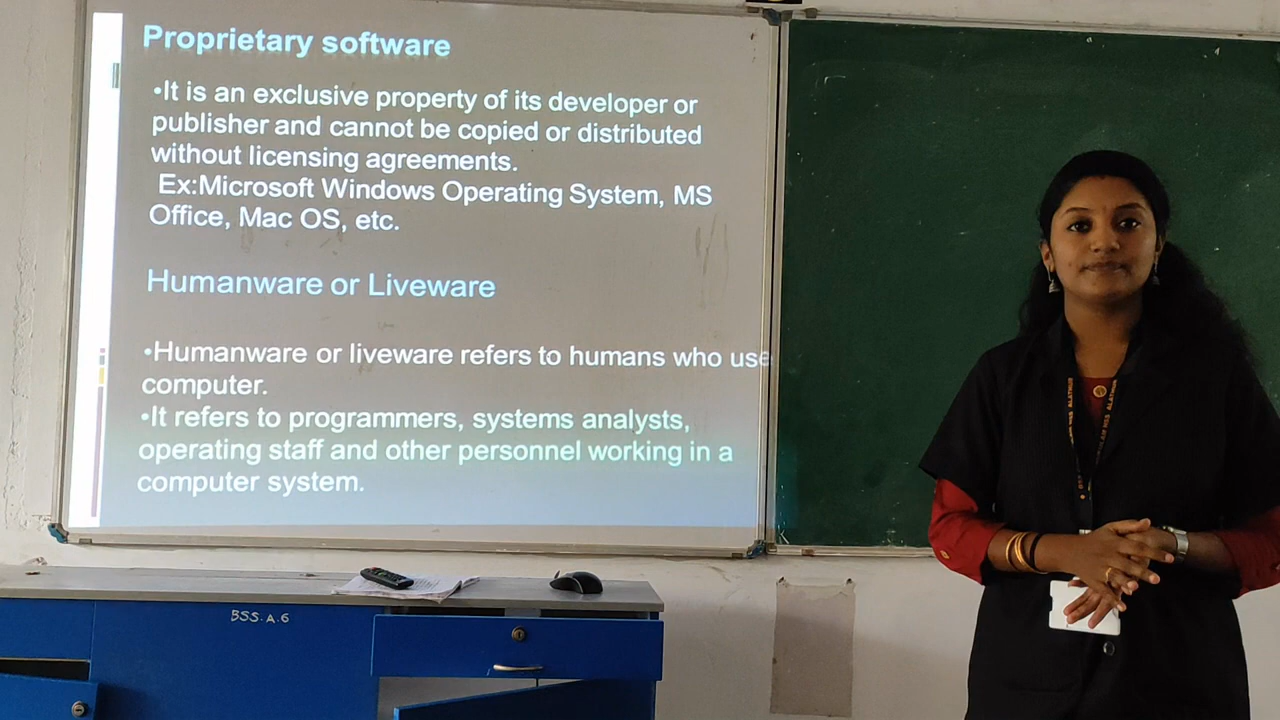 Proprietary software
•It is an exclusive property of its developer or
publisher and cannot be copied or distributed
without licensing agreements.
Ex:Microsoft Windows Operating System, MS
Office, Mac OS, etc.
Humanware or Liveware
•Humanware or liveware refers to humans who use
computer.
•It refers to programmers, systems analysts,
operating staff and other personnel working in a
computer system.
BSS.A.6
ALATHUR